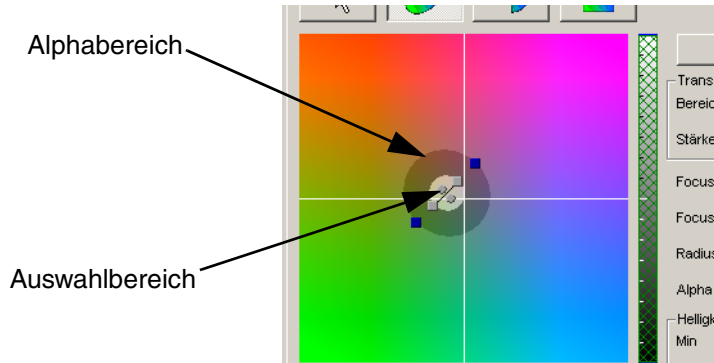 Alphabereich
Auswahlbereich
Trans
Bereic
Stärke
Focus
Focus
Radius
Alpha
Helligk
Min